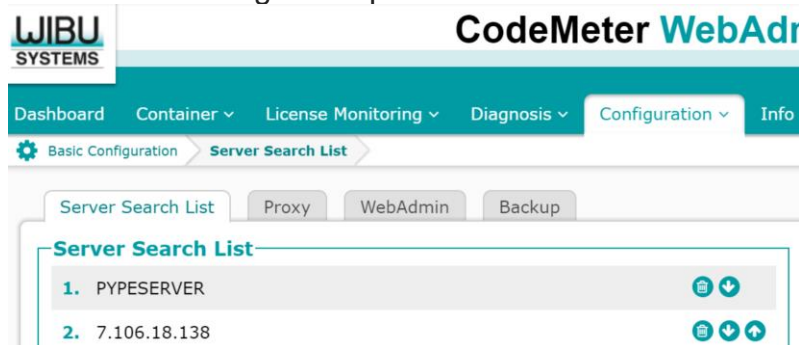 WIBU
SYSTEMS
CodeMeter WebAdm
Dashboard Container License Monitoring Diagnosis Configuration Info
Basic Configuration Server Search List
Server Search List Proxy WebAdmin Backup
Server Search List
1. PYPESERVER
2. 7.106.18.138